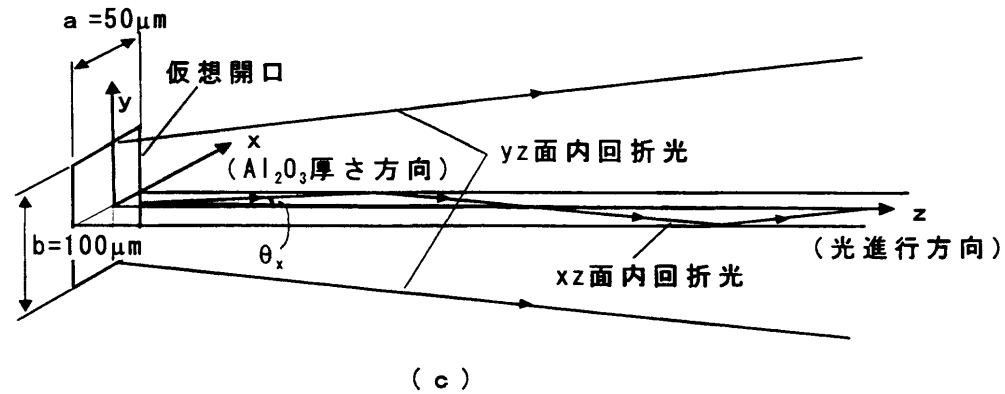 a=50μm
仮想開口
y
x
(Al₂O₃厚さ方向)
yz面内回折光
z
(光進行方向)
b=100μm
θx
xz面内回折光
(c)